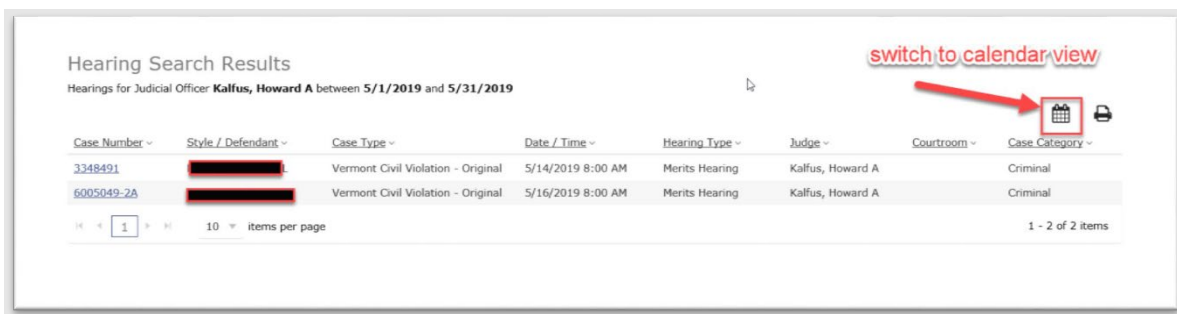 switch to calendar view
Hearing Search Results
Hearings for Judicial Officer Kalfus, Howard A between 5/1/2019 and 5/31/2019
Case Number Style / Defendant Case Type Date / Time Hearing Type Judge Courtroom Case Category
3348491 L Vermont Civil Violation - Original 5/14/2019 8:00 AM Merits Hearing Kalfus, Howard A Criminal
6005049-2A Vermont Civil Violation - Original 5/16/2019 8:00 AM Merits Hearing Kalfus, Howard A Criminal
1 10 items per page 1 - 2 of 2 items